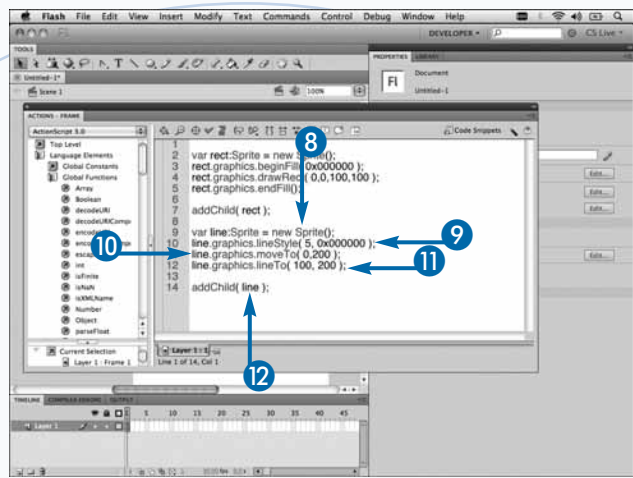 Flash File Edit View Insert Modify Text Commands Control Debug Window Help
DEVELOPER
CS Live
TOOLS
PROPERTIES LIBRARY
Untitled-1*
Scene 1
100%
Fl
Document
Untitled-1
ACTIONS - FRAME
ActionScript 3.0
Code Snippets
Top Level
Language Elements
Global Constants
Global Functions
Array
Boolean
decodeURI
int
isFinite
isNaN
isXMLName
Number
Object
parseFloat
Current Selection
Layer 1 : Frame 1
1
2 var rect:Sprite = new Sprite();
3 rect.graphics.beginFill( 0x000000 );
4 rect.graphics.drawRect( 0,0,100,100 );
5 rect.graphics.endFill();
6
7 addChild( rect );
8
9 var line:Sprite = new Sprite();
10 line.graphics.lineStyle( 5, 0x000000 );
11 line.graphics.moveTo( 0,200 );
12 line.graphics.lineTo( 100, 200 );
13
14 addChild( line );
8
9
10
11
12
Layer 1 : 1
Line 1 of 14, Col 1
Edit...
Edit...
Edit...
Edit...
TIMELINE COMPILER ERRORS OUTPUT
5 10 15 20 25 30 35 40 45
Layer 1